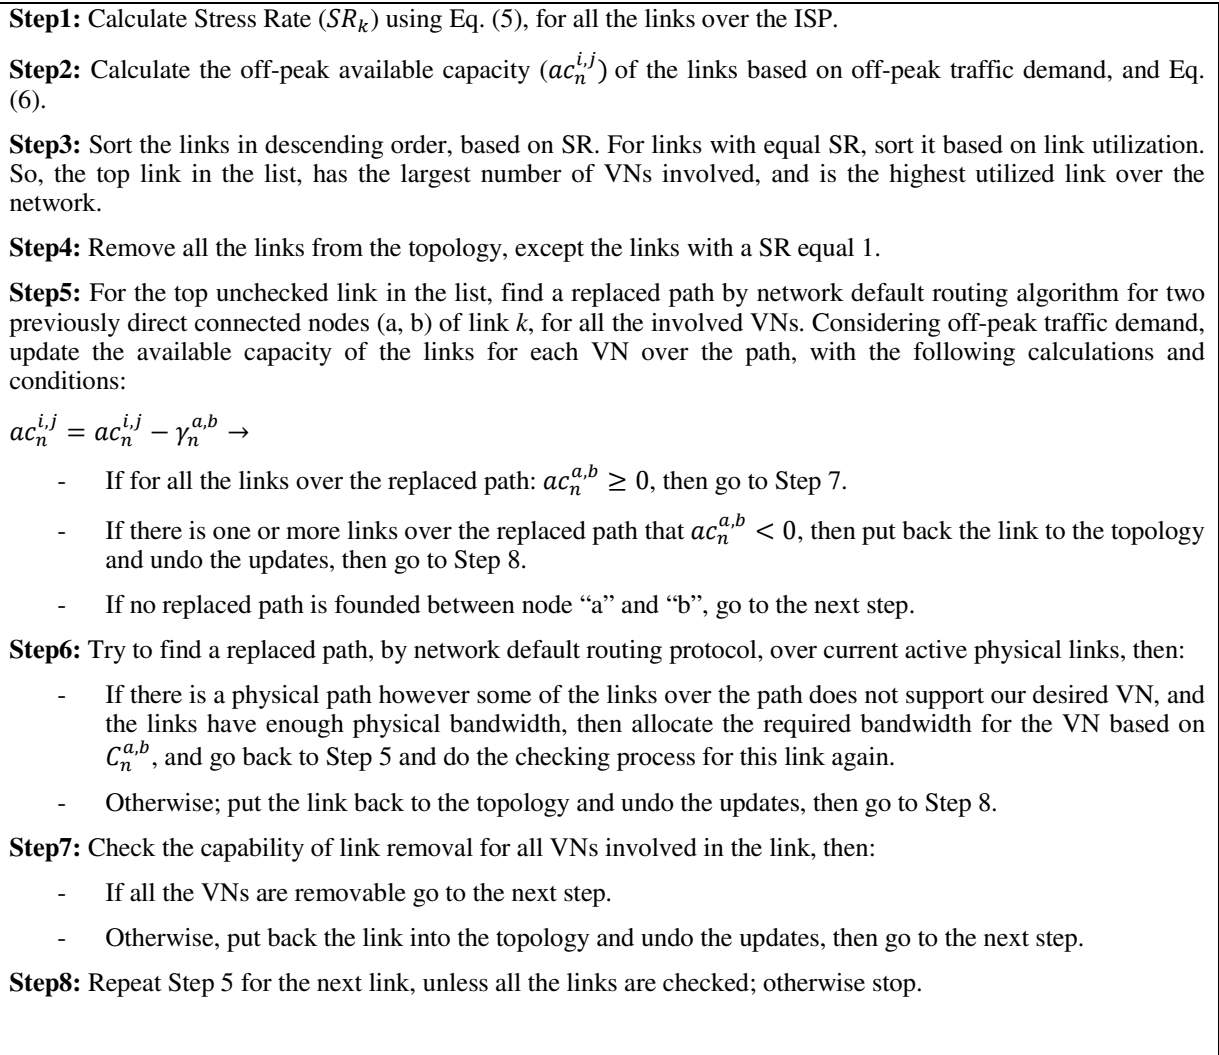 Step1: Calculate Stress Rate (SR_k) using Eq. (5), for all the links over the ISP.
Step2: Calculate the off-peak available capacity (ac_n^{i,j}) of the links based on off-peak traffic demand, and Eq.
(6).
Step3: Sort the links in descending order, based on SR. For links with equal SR, sort it based on link utilization.
So, the top link in the list, has the largest number of VNs involved, and is the highest utilized link over the
network.
Step4: Remove all the links from the topology, except the links with a SR equal 1.
Step5: For the top unchecked link in the list, find a replaced path by network default routing algorithm for two
previously direct connected nodes (a, b) of link k, for all the involved VNs. Considering off-peak traffic demand,
update the available capacity of the links for each VN over the path, with the following calculations and
conditions:
ac_n^{i,j} = ac_n^{i,j} − γ_n^{a,b} →
- If for all the links over the replaced path: ac_n^{a,b} ≥ 0, then go to Step 7.
- If there is one or more links over the replaced path that ac_n^{a,b} < 0, then put back the link to the topology
and undo the updates, then go to Step 8.
- If no replaced path is founded between node “a” and “b”, go to the next step.
Step6: Try to find a replaced path, by network default routing protocol, over current active physical links, then:
- If there is a physical path however some of the links over the path does not support our desired VN, and
the links have enough physical bandwidth, then allocate the required bandwidth for the VN based on
C_n^{a,b}, and go back to Step 5 and do the checking process for this link again.
- Otherwise; put the link back to the topology and undo the updates, then go to Step 8.
Step7: Check the capability of link removal for all VNs involved in the link, then:
- If all the VNs are removable go to the next step.
- Otherwise, put back the link into the topology and undo the updates, then go to the next step.
Step8: Repeat Step 5 for the next link, unless all the links are checked; otherwise stop.